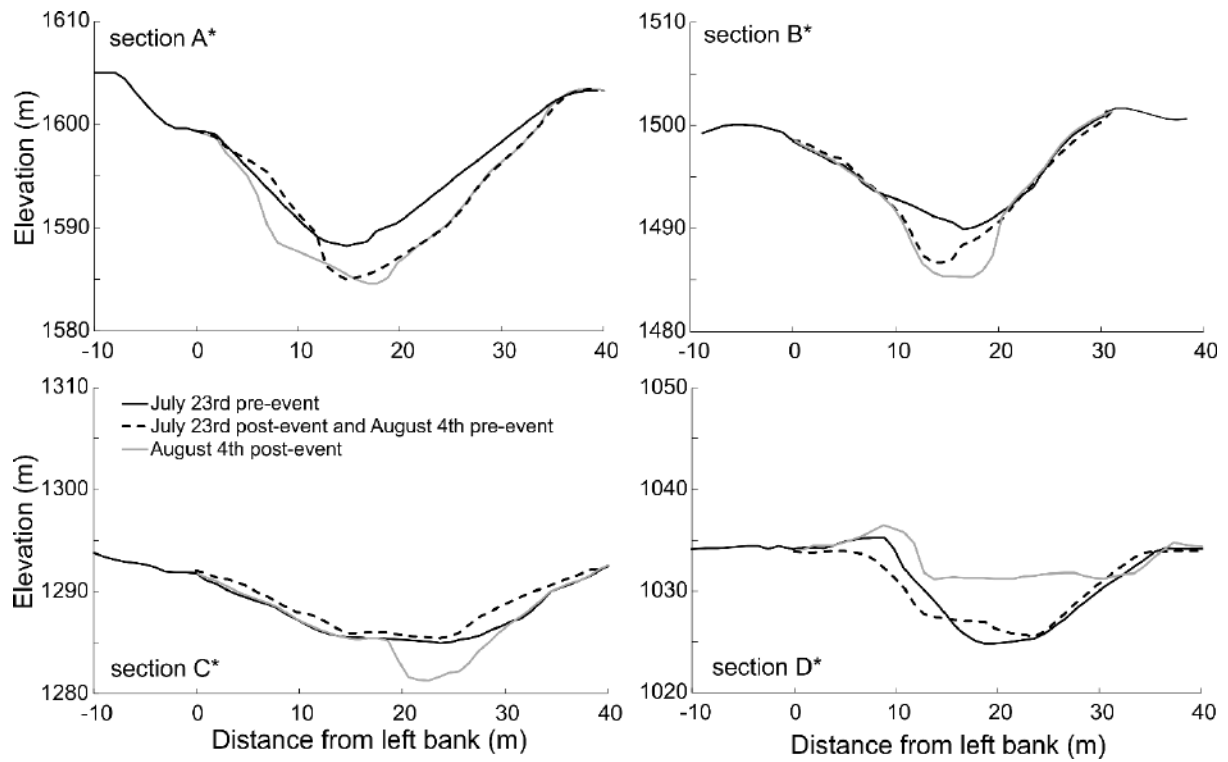 section A*
Elevation (m)
1610
1600
1590
1580
-10 0 10 20 30 40
section B*
1510
1500
1490
1480
-10 0 10 20 30 40
July 23rd pre-event
July 23rd post-event and August 4th pre-event
August 4th post-event
section C*
Elevation (m)
1310
1300
1290
1280
-10 0 10 20 30 40
Distance from left bank (m)
section D*
1050
1040
1030
1020
-10 0 10 20 30 40
Distance from left bank (m)